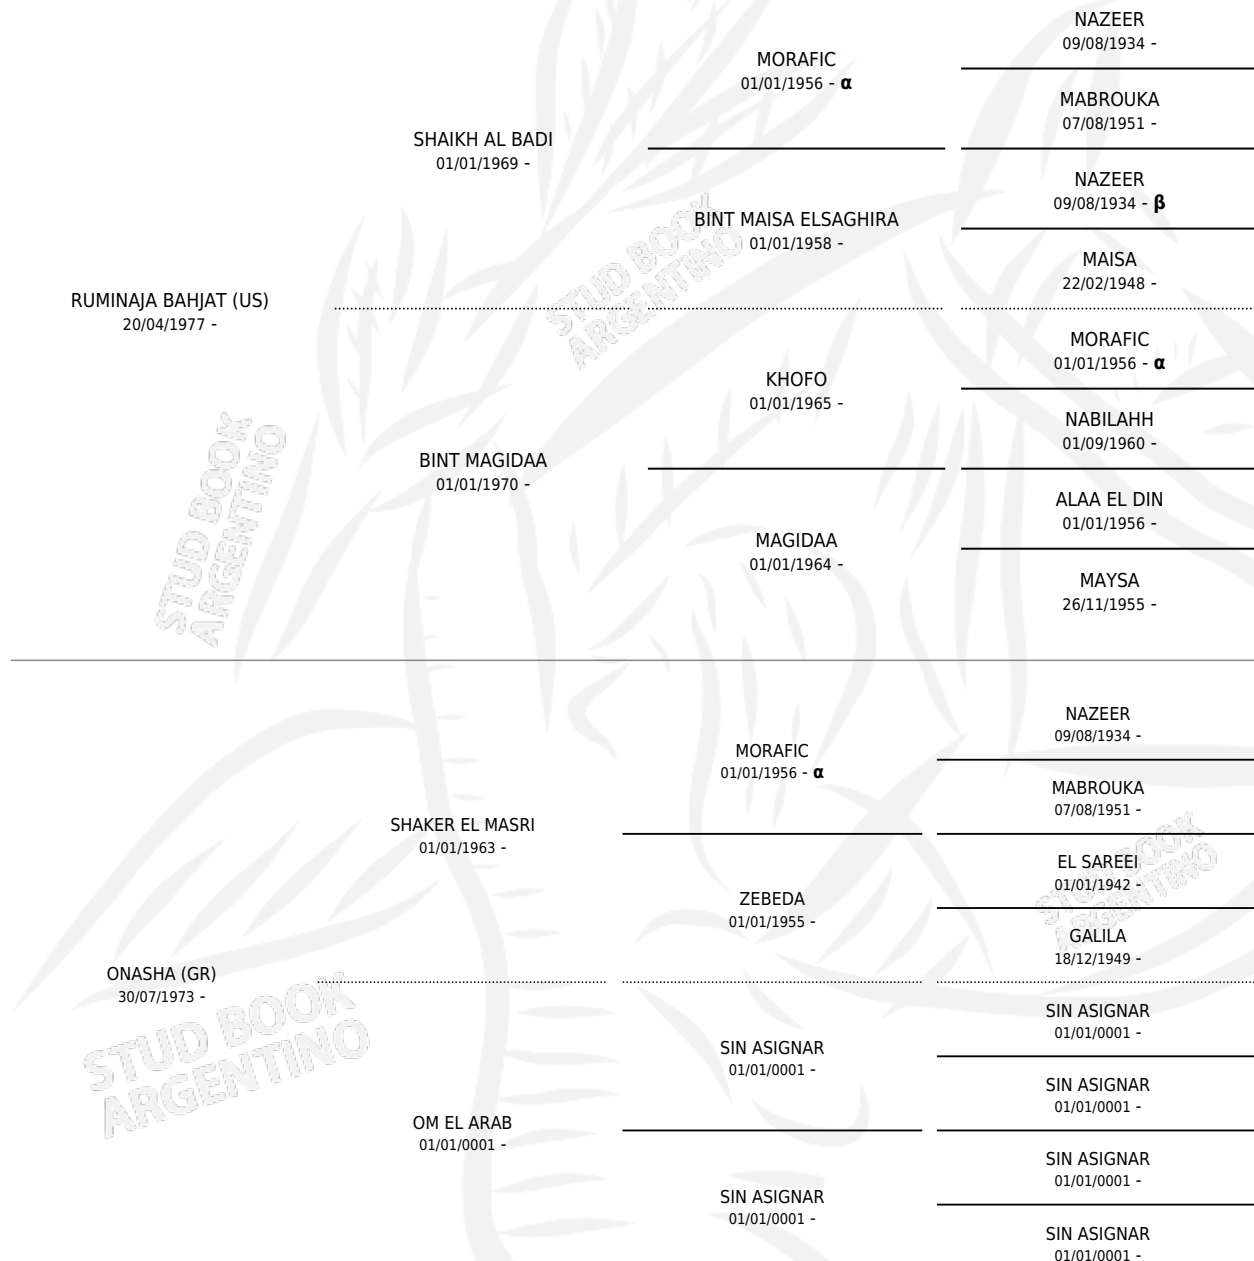 NAZEER
09/08/1934 -
MORAFIC
01/01/1956 - α
MABROUKA
07/08/1951 -
SHAIKH AL BADI
01/01/1969 -
NAZEER
09/08/1934 - β
BINT MAISA ELSAGHIRA
01/01/1958 -
MAISA
22/02/1948 -
RUMINAJA BAHJAT (US)
20/04/1977 -
MORAFIC
01/01/1956 - α
KHOFO
01/01/1965 -
NABILAHH
01/09/1960 -
BINT MAGIDAA
01/01/1970 -
ALAA EL DIN
01/01/1956 -
MAGIDAA
01/01/1964 -
MAYSA
26/11/1955 -
NAZEER
09/08/1934 -
MORAFIC
01/01/1956 - α
MABROUKA
07/08/1951 -
SHAKER EL MASRI
01/01/1963 -
EL SAREEI
01/01/1942 -
ZEBEDA
01/01/1955 -
GALILA
18/12/1949 -
ONASHA (GR)
30/07/1973 -
SIN ASIGNAR
01/01/0001 -
SIN ASIGNAR
01/01/0001 -
SIN ASIGNAR
01/01/0001 -
OM EL ARAB
01/01/0001 -
SIN ASIGNAR
01/01/0001 -
SIN ASIGNAR
01/01/0001 -
SIN ASIGNAR
01/01/0001 -
STUD BOOK
ARGENTINO
STUD BOOK
ARGENTINO
STUD BOOK
ARGENTINO
STUD BOOK
ARGENTINO